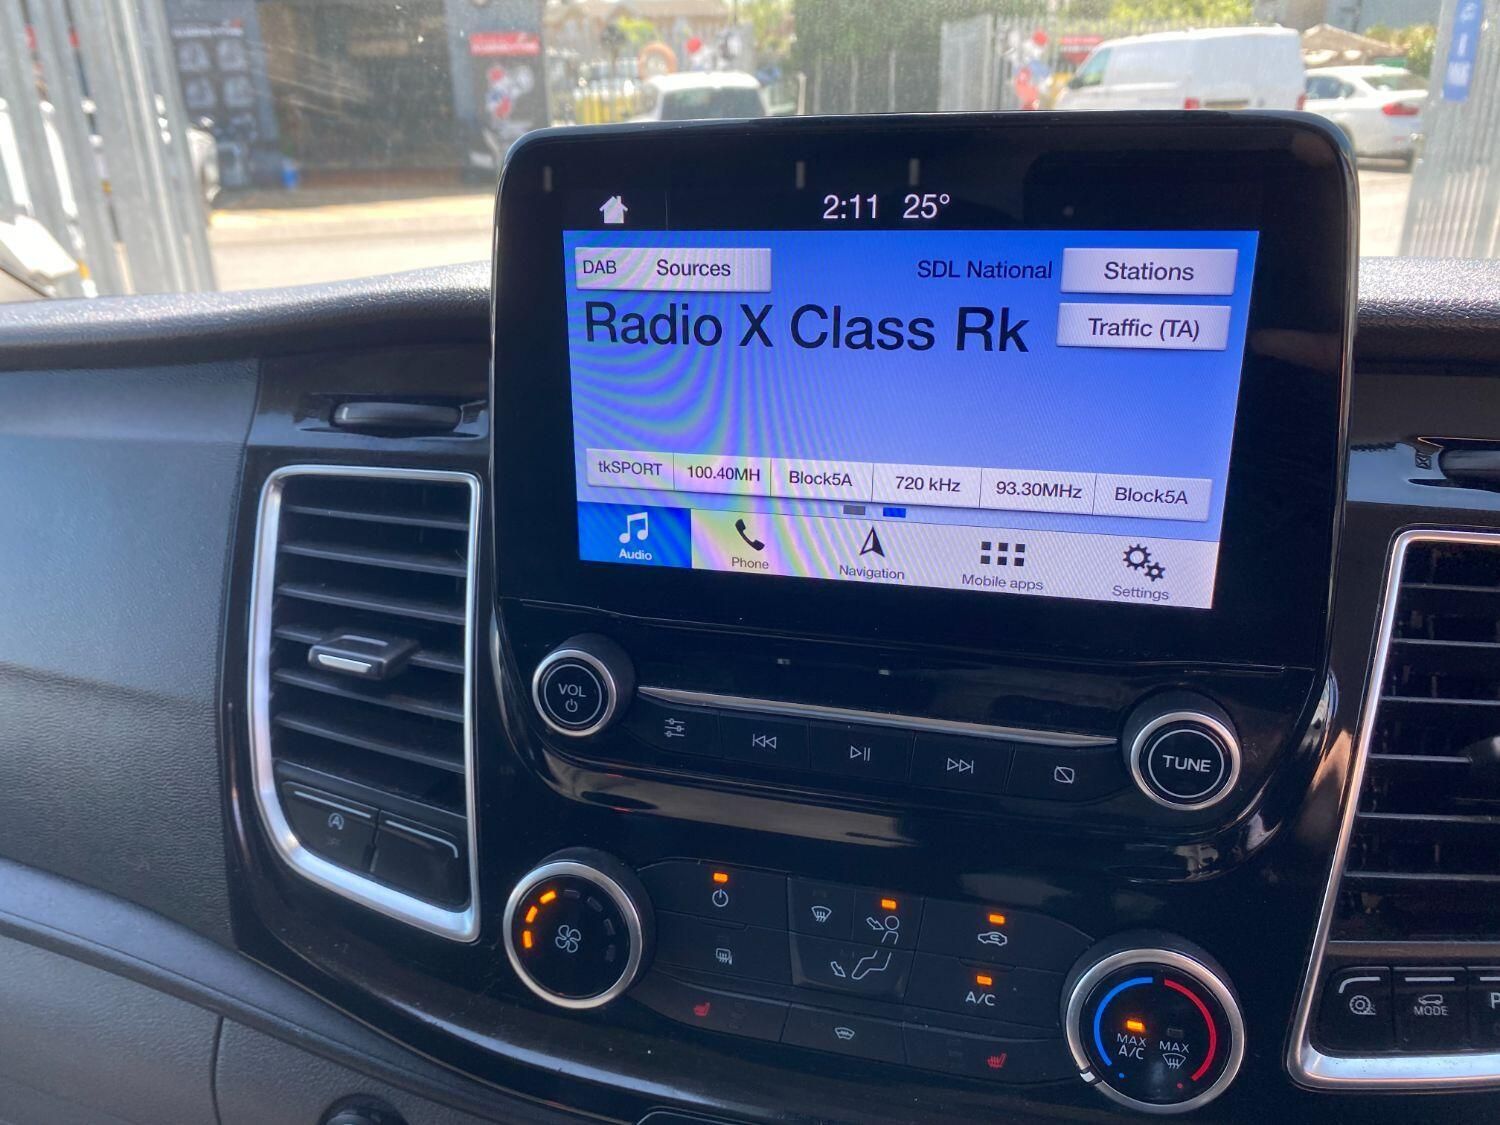 2:11 25°
DAB Sources
SDL National
Stations
Radio X Class Rk
Traffic (TA)
tkSPORT
100.40MH
Block5A
720 kHz
93.30MHz
Block5A
Audio
Phone
Navigation
Mobile apps
Settings
VOL
TUNE
A/C
MAX
A/C
MAX
MODE